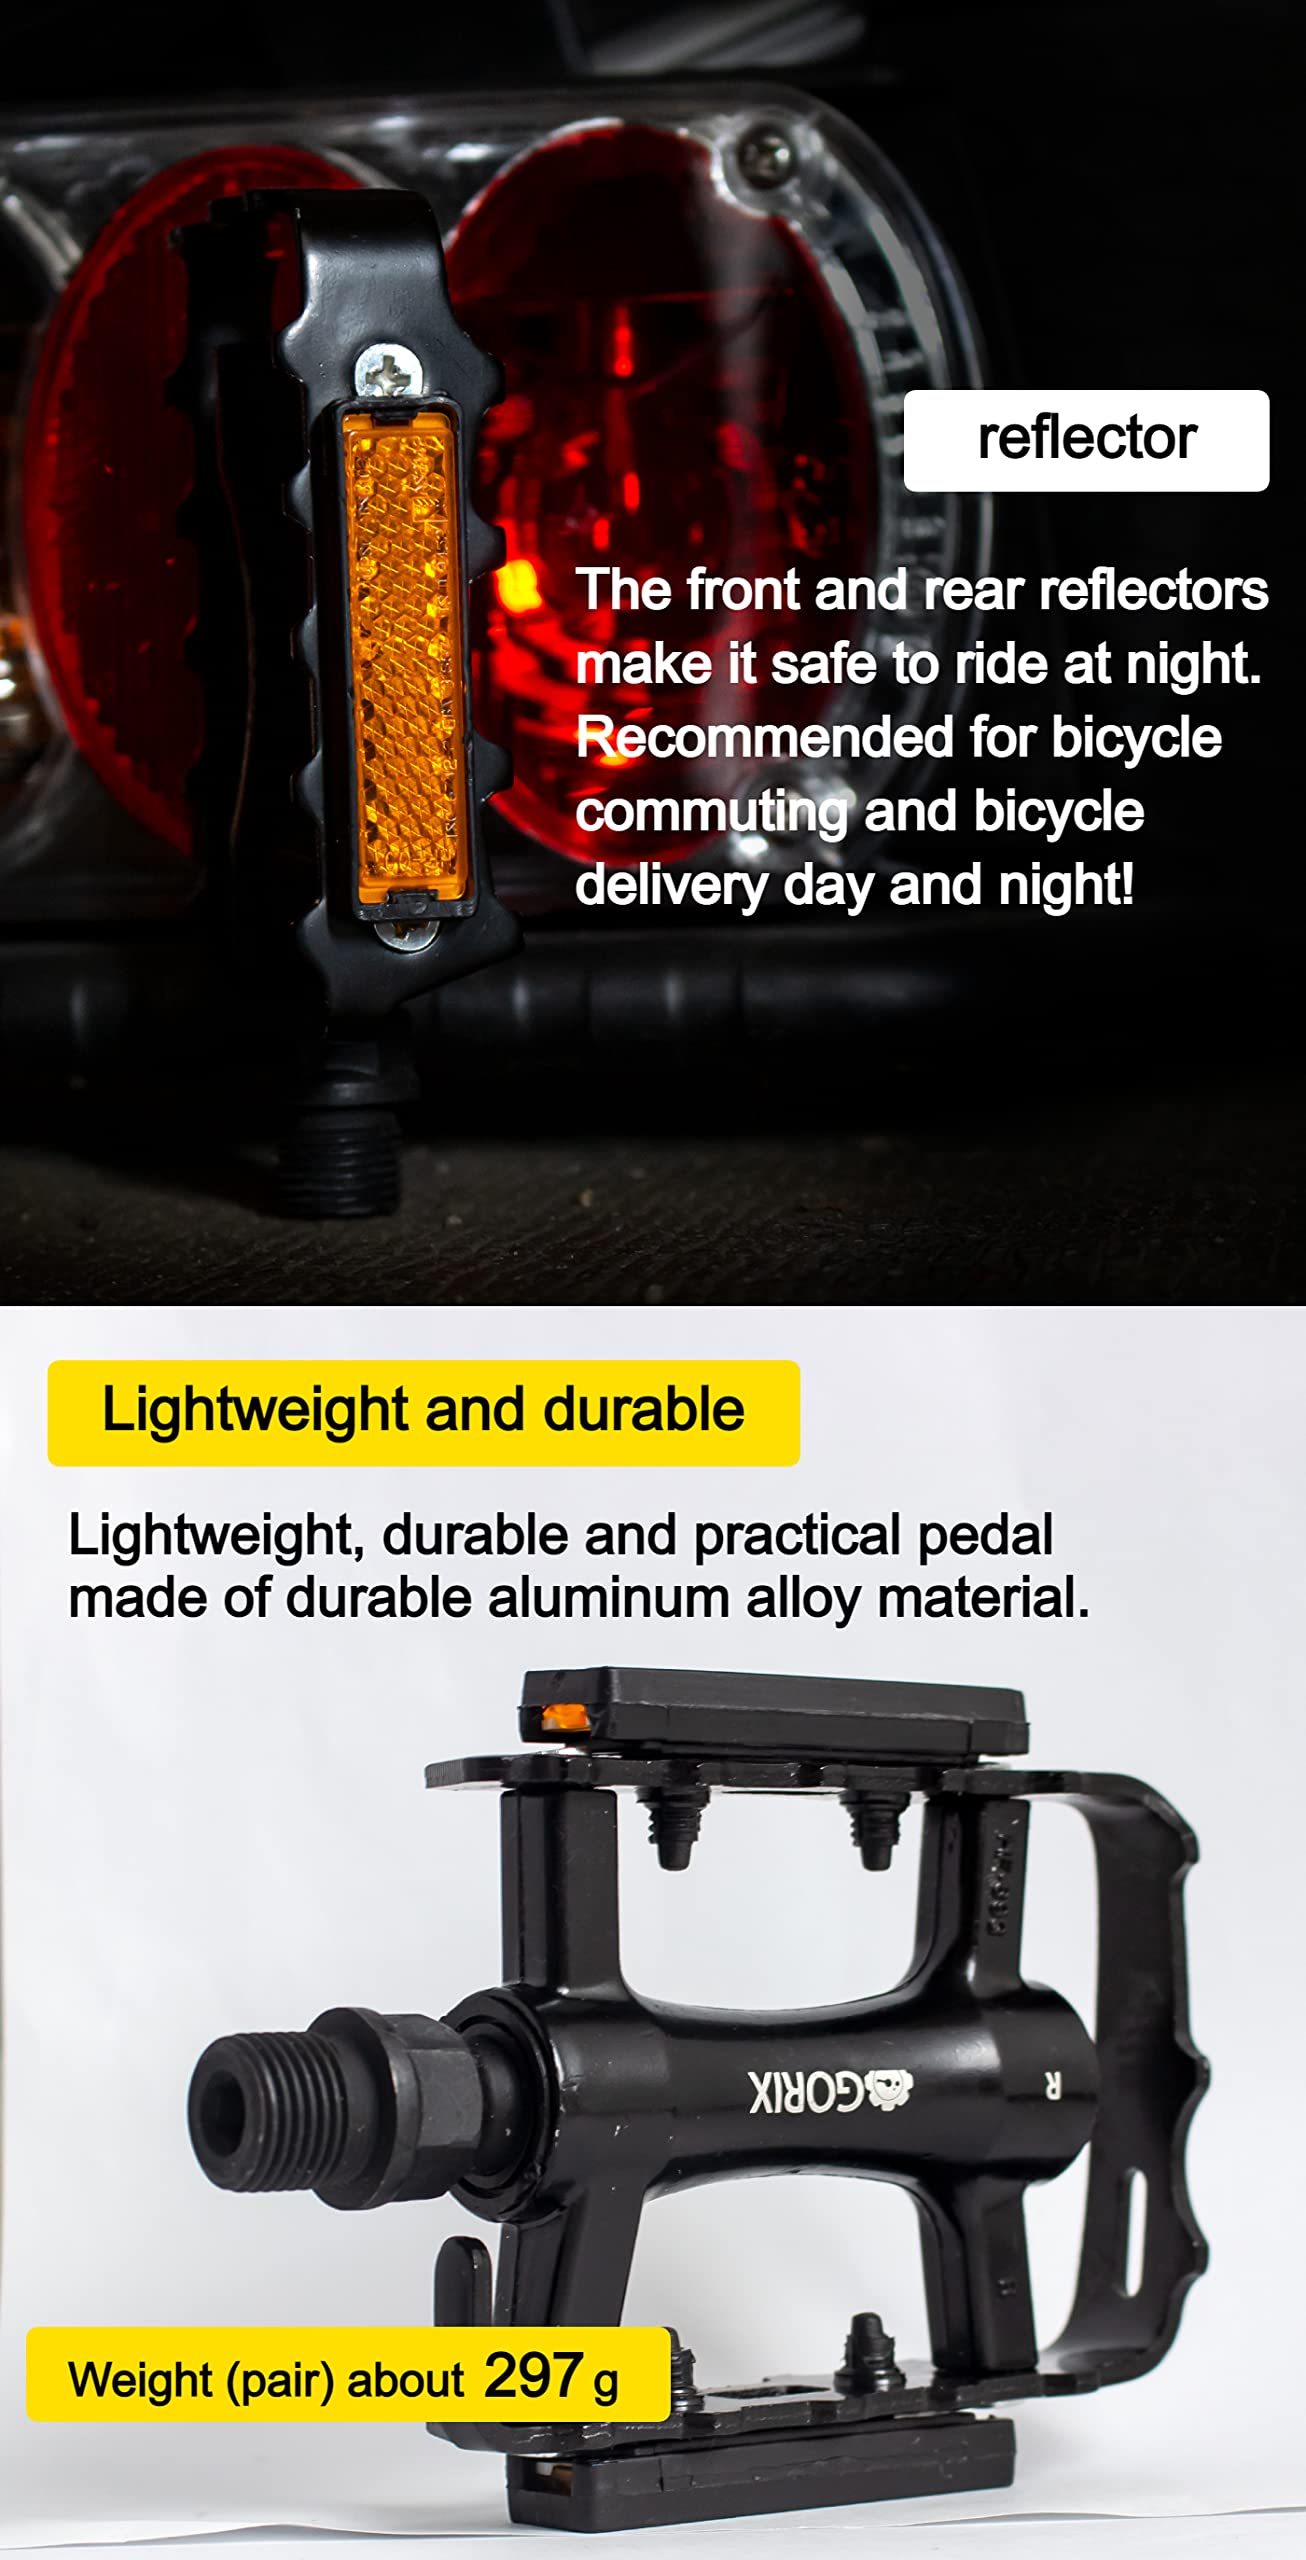 reflector
The front and rear reflectors
make it safe to ride at night.
Recommended for bicycle
commuting and bicycle
delivery day and night!
Lightweight and durable
Lightweight, durable and practical pedal
made of durable aluminum alloy material.
GORIX
R
Weight (pair) about 297 g